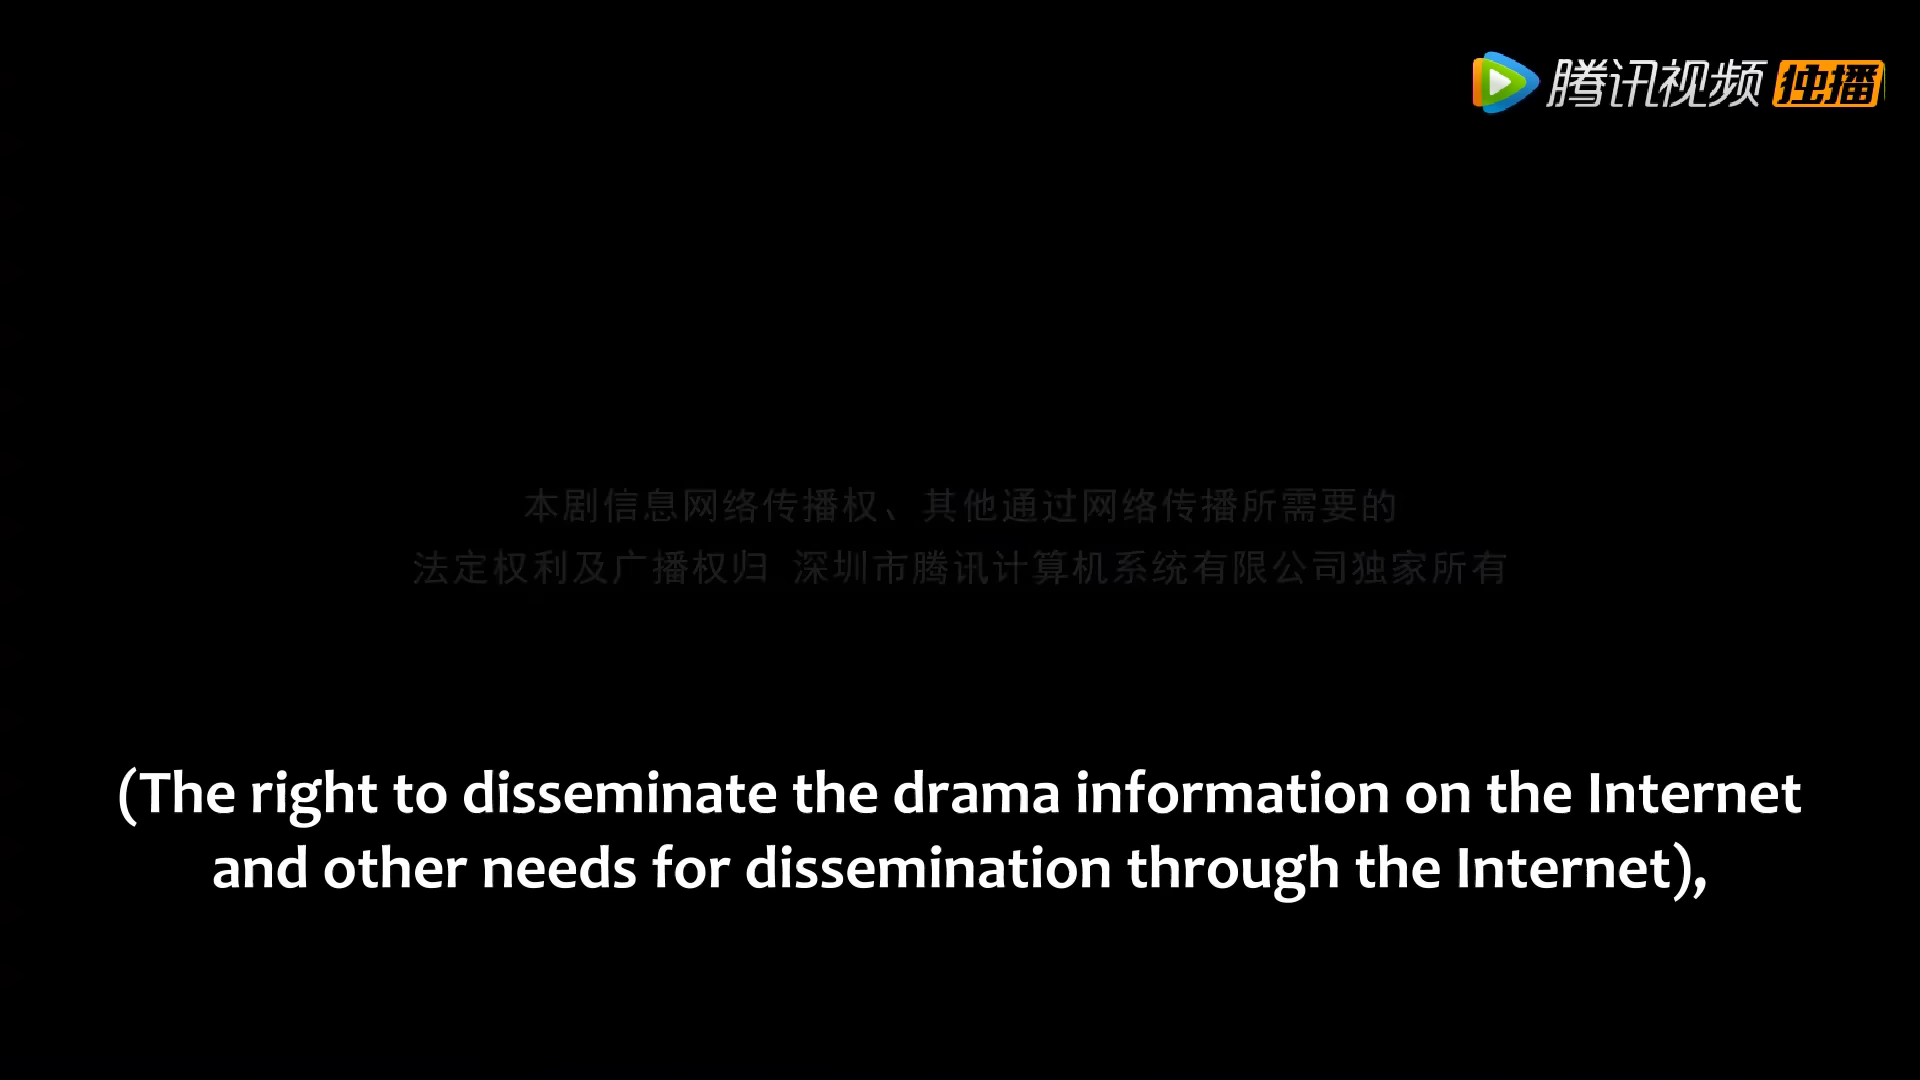 腾讯视频 独播
本剧信息网络传播权、其他通过网络传播所需要的
法定权利及广播权归 深圳市腾讯计算机系统有限公司独家所有
(The right to disseminate the drama information on the Internet
and other needs for dissemination through the Internet),